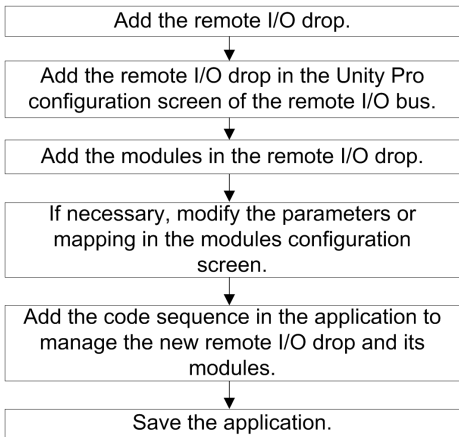 Add the remote I/O drop.
Add the remote I/O drop in the Unity Pro
configuration screen of the remote I/O bus.
Add the modules in the remote I/O drop.
If necessary, modify the parameters or
mapping in the modules configuration
screen.
Add the code sequence in the application to
manage the new remote I/O drop and its
modules.
Save the application.